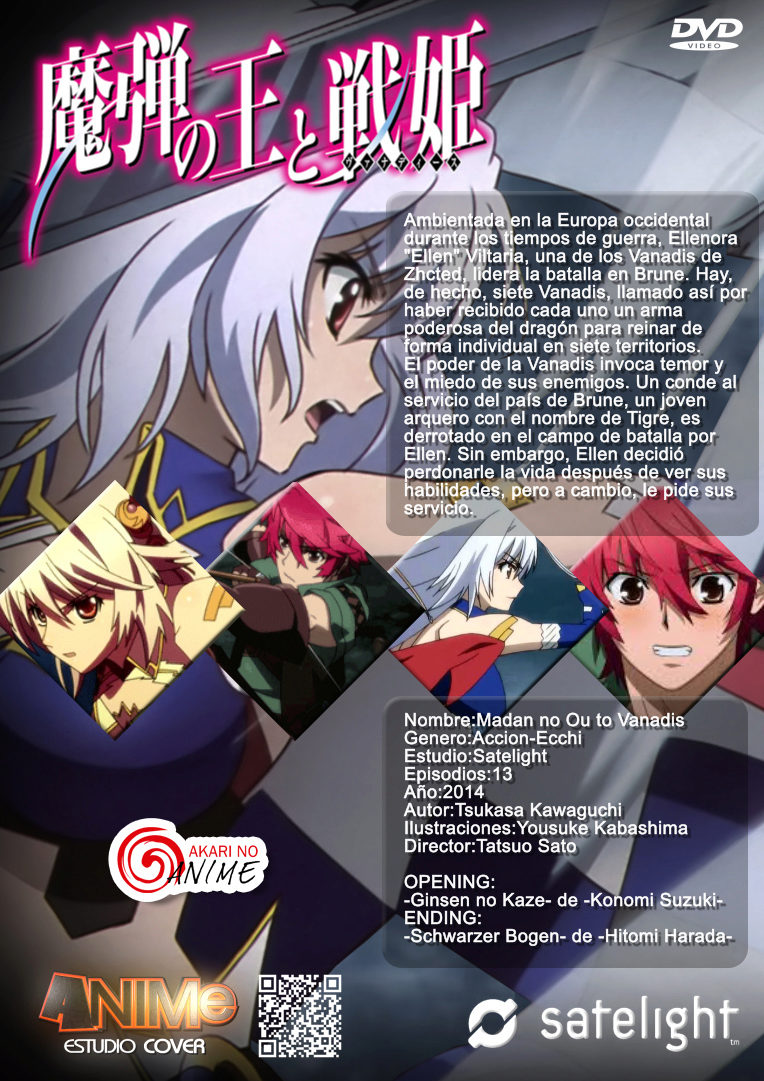 DVD
VIDEO
魔弾の王と戦姫
ヴァナディース
Ambientada en la Europa occidental
durante los tiempos de guerra, Ellenora
"Ellen" Viltaria, una de los Vanadis de
Zhcted, lidera la batalla en Brune. Hay,
de hecho, siete Vanadis, llamado así por
haber recibido cada uno un arma
poderosa del dragón para reinar de
forma individual en siete territorios.
El poder de la Vanadis invoca temor y
el miedo de sus enemigos. Un conde al
servicio del país de Brune, un joven
arquero con el nombre de Tigre, es
derrotado en el campo de batalla por
Ellen. Sin embargo, Ellen decidió
perdonarle la vida después de ver sus
habilidades, pero a cambio, le pide sus
servicio.
Nombre:Madan no Ou to Vanadis
Genero:Accion-Ecchi
Estudio:Satelight
Episodios:13
Año:2014
Autor:Tsukasa Kawaguchi
Ilustraciones:Yousuke Kabashima
Director:Tatsuo Sato
OPENING:
-Ginsen no Kaze- de -Konomi Suzuki-
ENDING:
-Schwarzer Bogen- de -Hitomi Harada-
AKARI NO
ANIME
ANIMe
ESTUDIO COVER
satelight
tm